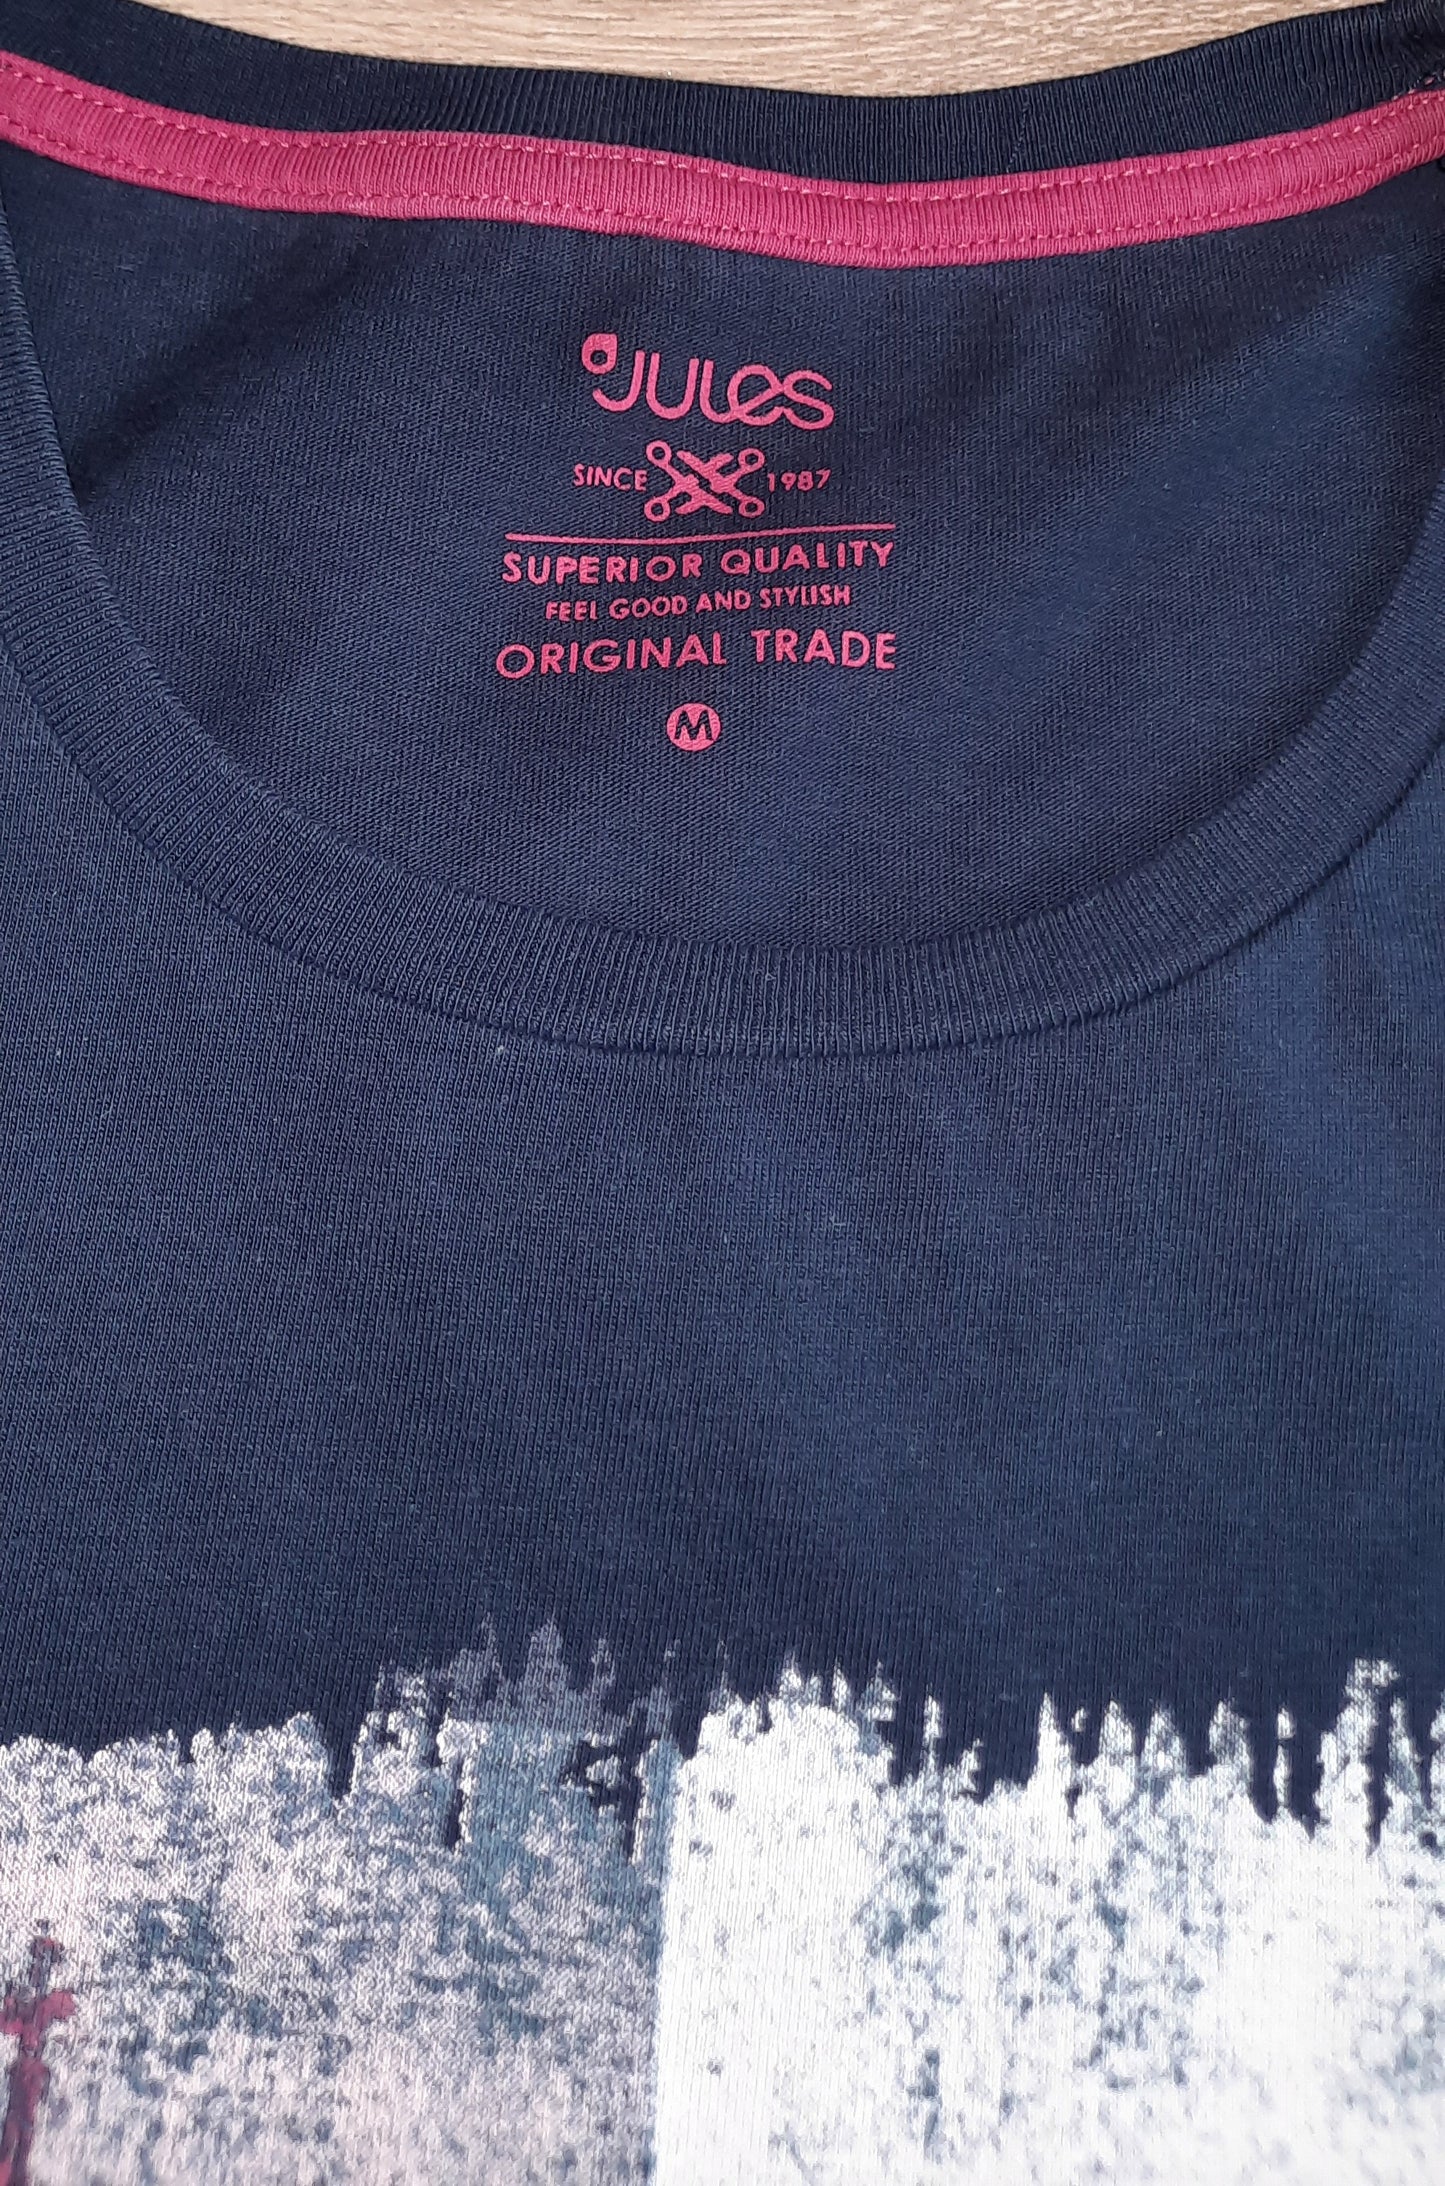 JULES
SINCE 1987
SUPERIOR QUALITY
FEEL GOOD AND STYLISH
ORIGINAL TRADE
M